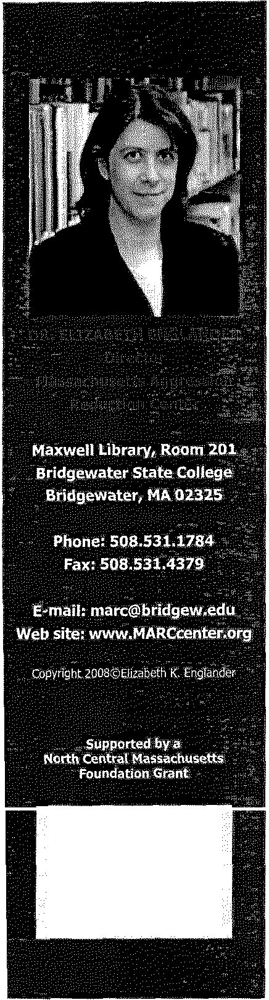 Maxwell Library, Room 201
Bridgewater State College
Bridgewater, MA 02325
Phone: 508.531.1784
Fax: 508.531.4379
E-mail: marc@bridgew.edu
Web site: www.MARCcenter.org
Copyright 2008©Elizabeth K. Englander
Supported by a
North Central Massachusetts
Foundation Grant